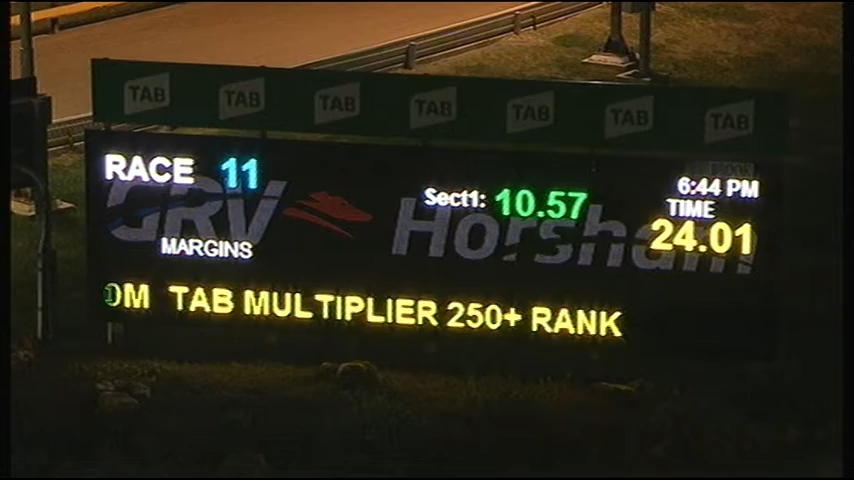 TAB TAB TAB TAB TAB TAB TAB
RACE 11 Sect1: 10.57 6:44 PM
TIME
24.01
GRV Horsham
MARGINS
OM TAB MULTIPLIER 250+ RANK